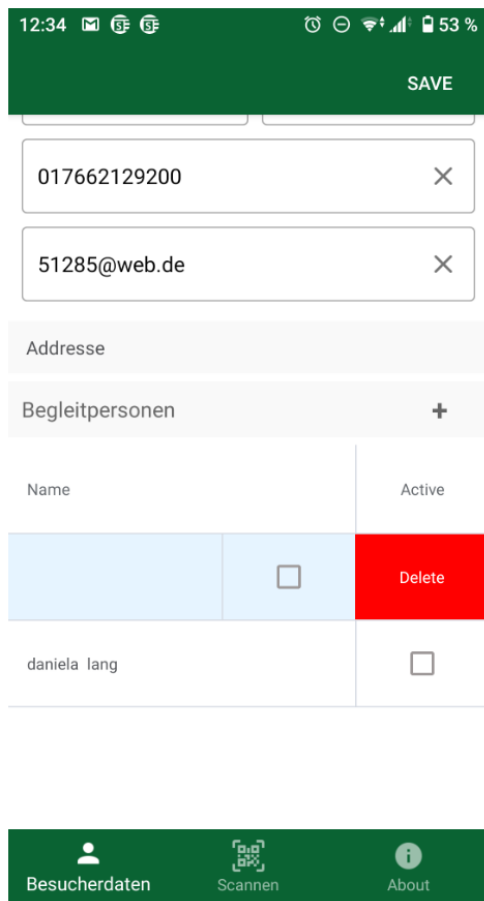 12:34 53 %
SAVE
017662129200
51285@web.de
Addresse
Begleitpersonen +
Name Active
Delete
daniela lang
Besucherdaten Scannen About